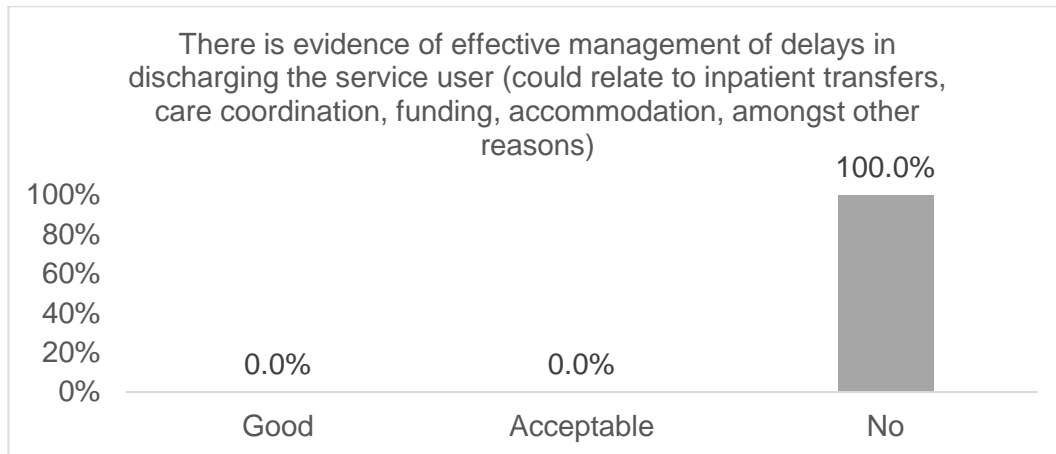 There is evidence of effective management of delays in
discharging the service user (could relate to inpatient transfers,
care coordination, funding, accommodation, amongst other
reasons)
100.0%
100%
80%
60%
40%
20%
0%
0.0%
0.0%
Good
Acceptable
No